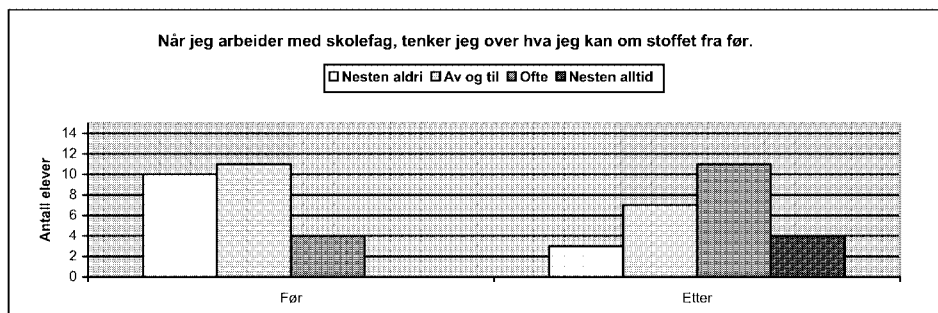 Når jeg arbeider med skolefag, tenker jeg over hva jeg kan om stoffet fra før.
Nesten aldri Av og til Ofte Nesten alltid
Antall elever
14
12
10
8
6
4
2
0
Før Etter